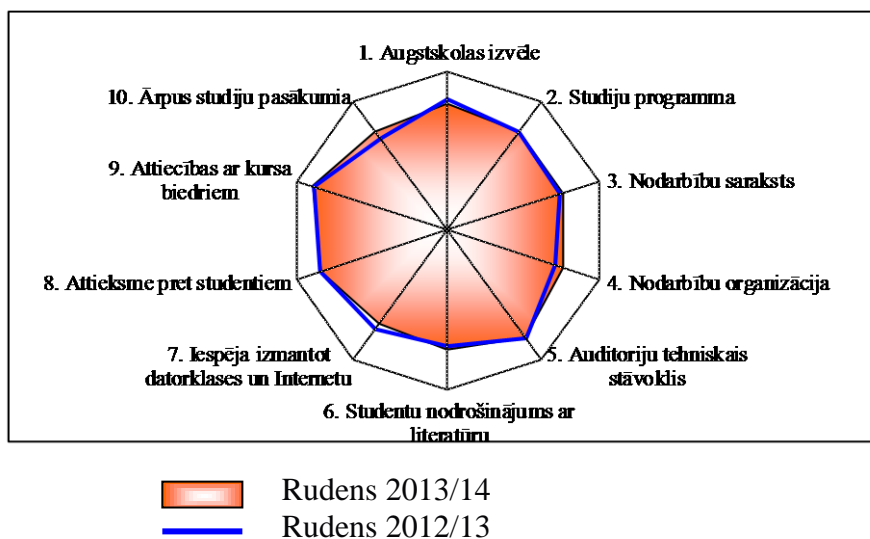 1. Augstskolas izvēle
2. Studiju programma
3. Nodarbību saraksts
4. Nodarbību organizācija
5. Auditoriju tehniskais
stāvoklis
6. Studentu nodrošinājums ar
literatūru
7. Iespēja izmantot
datorklases un Internetu
8. Attieksme pret studentiem
9. Attiecības ar kursa
biedriem
10. Ārpus studiju pasākumia
Rudens 2013/14
Rudens 2012/13